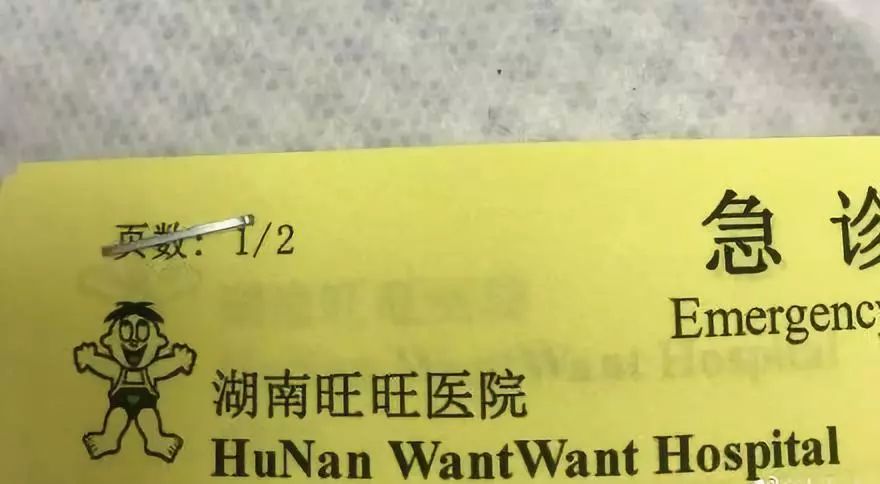 页数: 1/2
急诊
Emergency
湖南旺旺医院
HuNan WantWant Hospital